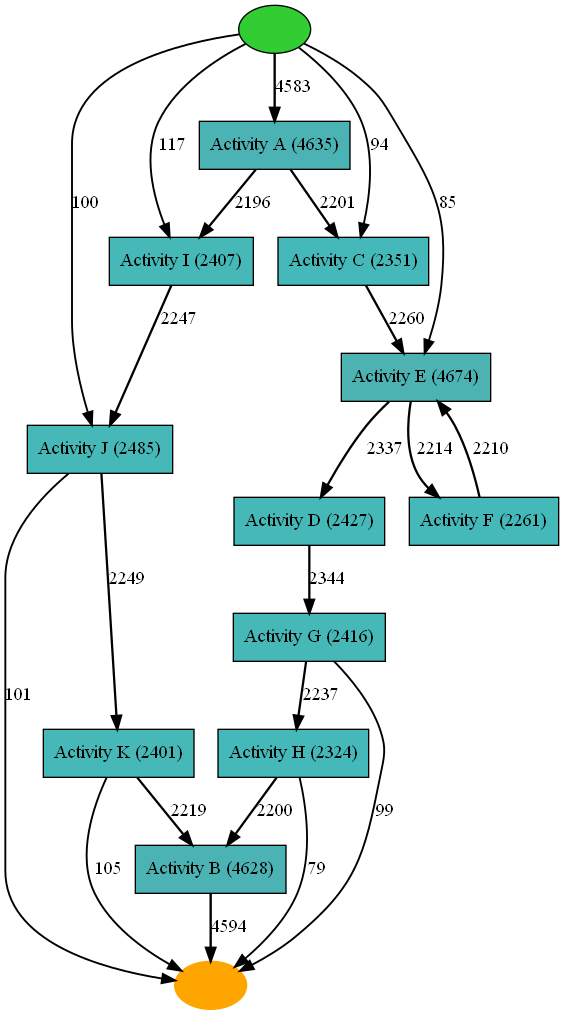 4583
Activity A (4635)
117
94
100
2196
2201
85
Activity I (2407)
Activity C (2351)
2247
2260
Activity E (4674)
Activity J (2485)
2337
2214
2210
Activity D (2427)
Activity F (2261)
2249
2344
Activity G (2416)
101
2237
Activity K (2401)
Activity H (2324)
2219
2200
99
105
Activity B (4628)
79
4594